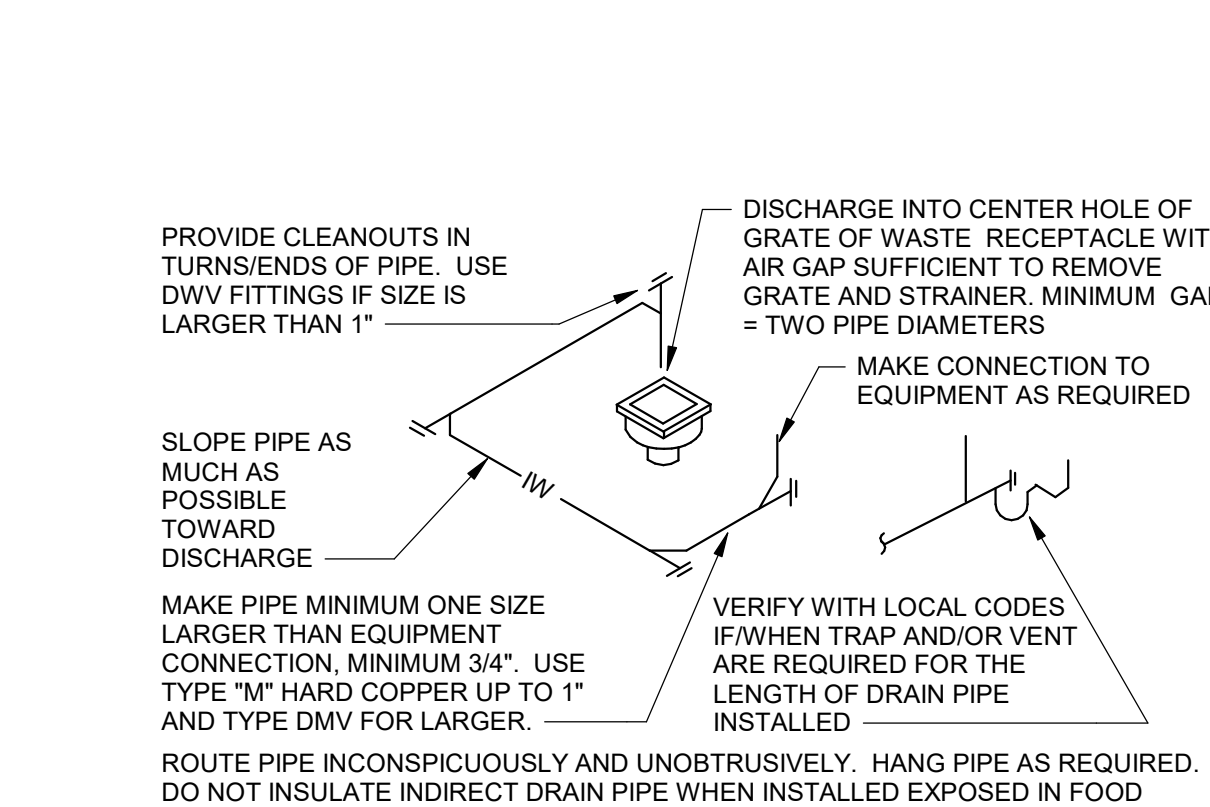 PROVIDE CLEANOUTS IN
TURNS/ENDS OF PIPE. USE
DWV FITTINGS IF SIZE IS
LARGER THAN 1"
DISCHARGE INTO CENTER HOLE OF
GRATE OF WASTE RECEPTACLE WIT
AIR GAP SUFFICIENT TO REMOVE
GRATE AND STRAINER. MINIMUM GA
= TWO PIPE DIAMETERS
MAKE CONNECTION TO
EQUIPMENT AS REQUIRED
SLOPE PIPE AS
MUCH AS
POSSIBLE
TOWARD
DISCHARGE
IW
MAKE PIPE MINIMUM ONE SIZE
LARGER THAN EQUIPMENT
CONNECTION, MINIMUM 3/4". USE
TYPE "M" HARD COPPER UP TO 1"
AND TYPE DMV FOR LARGER.
VERIFY WITH LOCAL CODES
IF/WHEN TRAP AND/OR VENT
ARE REQUIRED FOR THE
LENGTH OF DRAIN PIPE
INSTALLED
ROUTE PIPE INCONSPICUOUSLY AND UNOBTRUSIVELY. HANG PIPE AS REQUIRED.
DO NOT INSULATE INDIRECT DRAIN PIPE WHEN INSTALLED EXPOSED IN FOOD